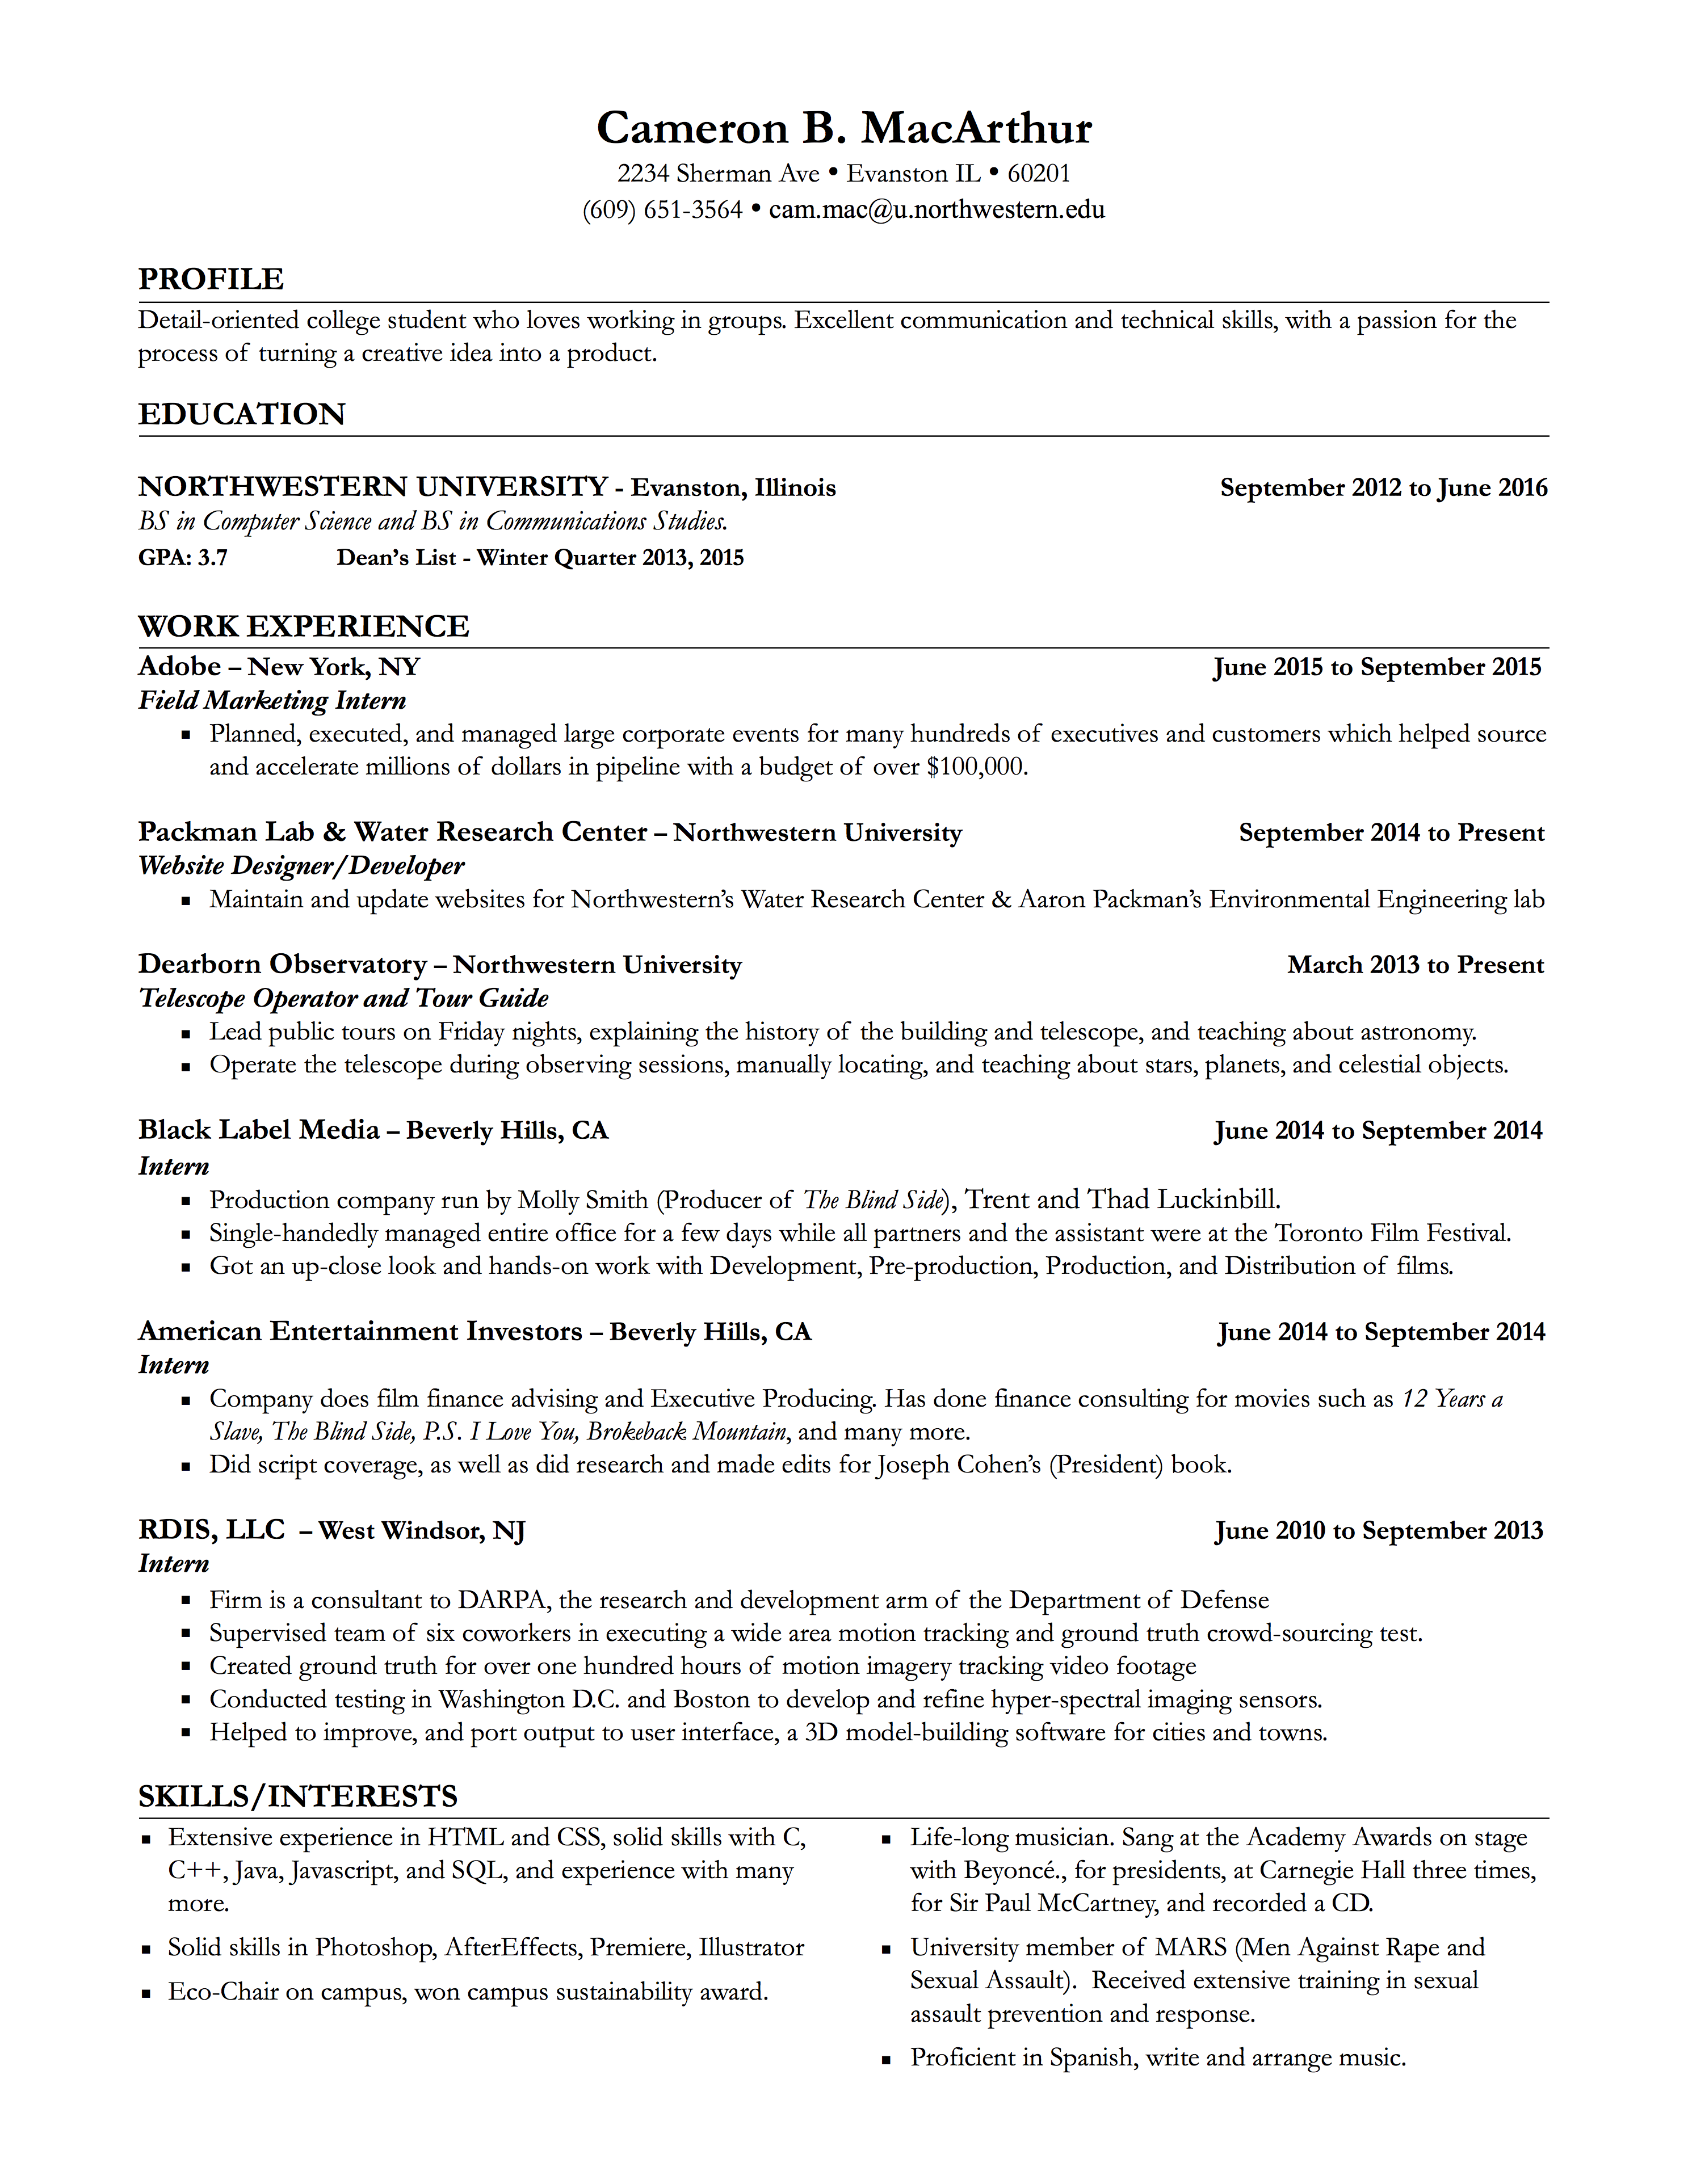 Cameron B. MacArthur
2234 Sherman Ave • Evanston IL • 60201
(609) 651-3564 • cam.mac@u.northwestern.edu
PROFILE
Detail-oriented college student who loves working in groups. Excellent communication and technical skills, with a passion for the
process of turning a creative idea into a product.
EDUCATION
NORTHWESTERN UNIVERSITY - Evanston, Illinois September 2012 to June 2016
BS in Computer Science and BS in Communications Studies.
GPA: 3.7 Dean’s List - Winter Quarter 2013, 2015
WORK EXPERIENCE
Adobe – New York, NY June 2015 to September 2015
Field Marketing Intern
▪ Planned, executed, and managed large corporate events for many hundreds of executives and customers which helped source
and accelerate millions of dollars in pipeline with a budget of over $100,000.
Packman Lab & Water Research Center – Northwestern University September 2014 to Present
Website Designer/Developer
▪ Maintain and update websites for Northwestern’s Water Research Center & Aaron Packman’s Environmental Engineering lab
Dearborn Observatory – Northwestern University March 2013 to Present
Telescope Operator and Tour Guide
▪ Lead public tours on Friday nights, explaining the history of the building and telescope, and teaching about astronomy.
▪ Operate the telescope during observing sessions, manually locating, and teaching about stars, planets, and celestial objects.
Black Label Media – Beverly Hills, CA June 2014 to September 2014
Intern
▪ Production company run by Molly Smith (Producer of The Blind Side), Trent and Thad Luckinbill.
▪ Single-handedly managed entire office for a few days while all partners and the assistant were at the Toronto Film Festival.
▪ Got an up-close look and hands-on work with Development, Pre-production, Production, and Distribution of films.
American Entertainment Investors – Beverly Hills, CA June 2014 to September 2014
Intern
▪ Company does film finance advising and Executive Producing. Has done finance consulting for movies such as 12 Years a
Slave, The Blind Side, P.S. I Love You, Brokeback Mountain, and many more.
▪ Did script coverage, as well as did research and made edits for Joseph Cohen’s (President) book.
RDIS, LLC – West Windsor, NJ June 2010 to September 2013
Intern
▪ Firm is a consultant to DARPA, the research and development arm of the Department of Defense
▪ Supervised team of six coworkers in executing a wide area motion tracking and ground truth crowd-sourcing test.
▪ Created ground truth for over one hundred hours of motion imagery tracking video footage
▪ Conducted testing in Washington D.C. and Boston to develop and refine hyper-spectral imaging sensors.
▪ Helped to improve, and port output to user interface, a 3D model-building software for cities and towns.
SKILLS/INTERESTS
▪ Extensive experience in HTML and CSS, solid skills with C,
C++, Java, Javascript, and SQL, and experience with many
more.
▪ Solid skills in Photoshop, AfterEffects, Premiere, Illustrator
▪ Eco-Chair on campus, won campus sustainability award.
▪ Life-long musician. Sang at the Academy Awards on stage
with Beyoncé., for presidents, at Carnegie Hall three times,
for Sir Paul McCartney, and recorded a CD.
▪ University member of MARS (Men Against Rape and
Sexual Assault). Received extensive training in sexual
assault prevention and response.
▪ Proficient in Spanish, write and arrange music.